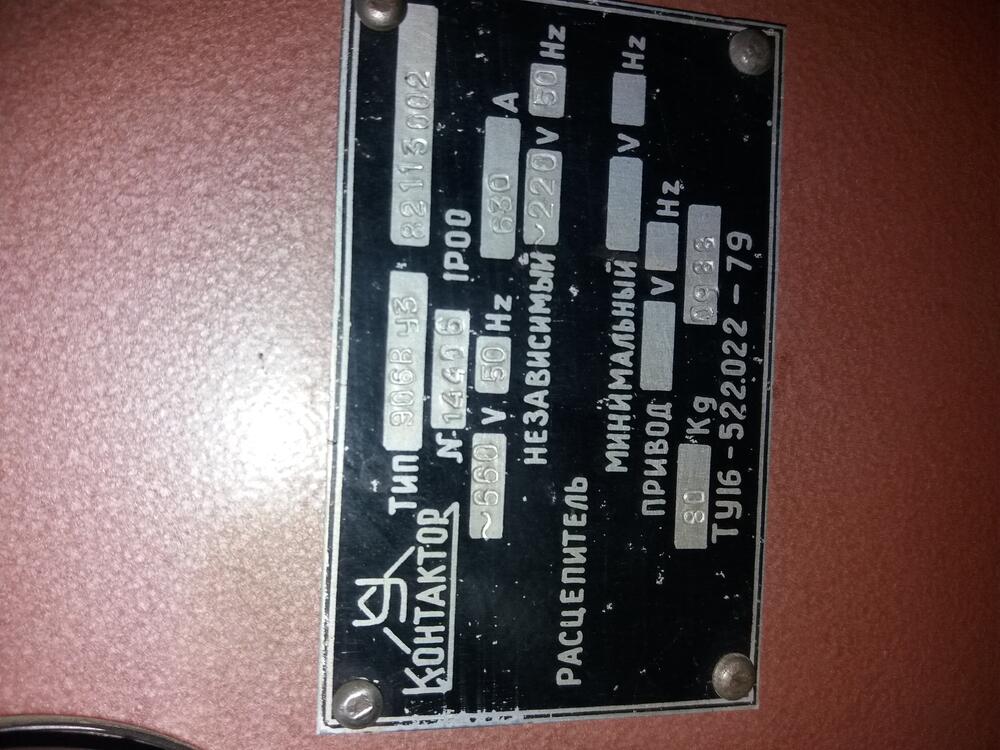 КОНТАКТОР
ТИП 906В У3 82113002
№ 14406 IP00
~660 V 50 Hz 630 A
РАСЦЕПИТЕЛЬ НЕЗАВИСИМЫЙ ~220 V 50 Hz
МИНИМАЛЬНЫЙ V Hz
ПРИВОД V Hz
80 Kg 0988
ТУ16-522022-79